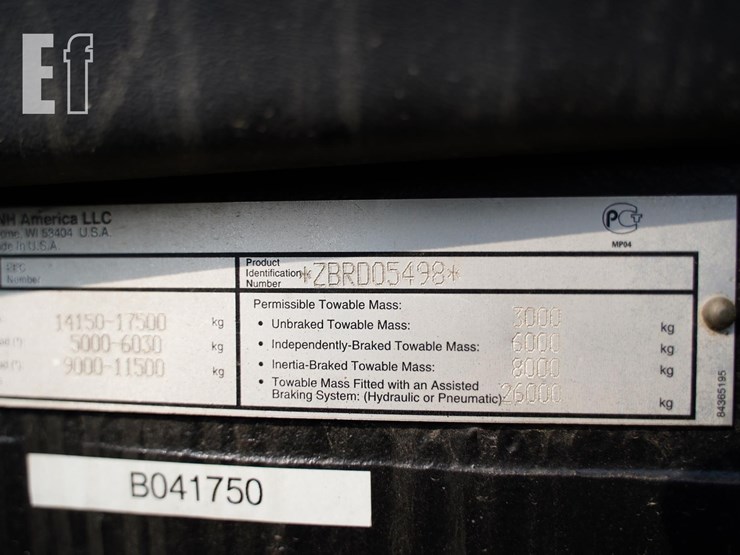 Ef
NH America LLC
WI 53404 U.S.A.
in U.S.A.
PC
MP04
Number
Product
Identification
Number
*ZBRD05498*
14150-17500 kg
5000-6030 kg
9000-11500 kg
Permissible Towable Mass:
• Unbraked Towable Mass: 3000 kg
• Independently-Braked Towable Mass: 6000 kg
• Inertia-Braked Towable Mass: 8000 kg
• Towable Mass Fitted with an Assisted
Braking System: (Hydraulic or Pneumatic) 26000 kg
84365195
B041750